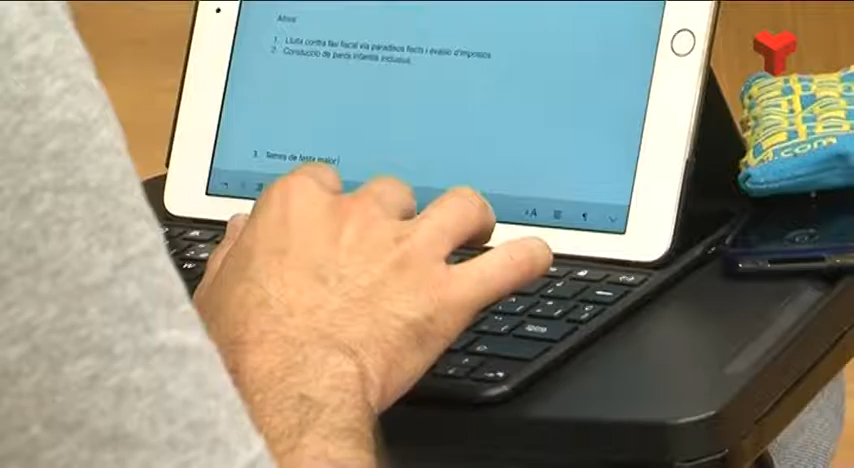 Altres
1. Lluita contra frau fiscal via paradisos fiscals i evasió d'impostos
2. Construcció de parcs infantils inclusius.
3. Temes de festa major)
.com